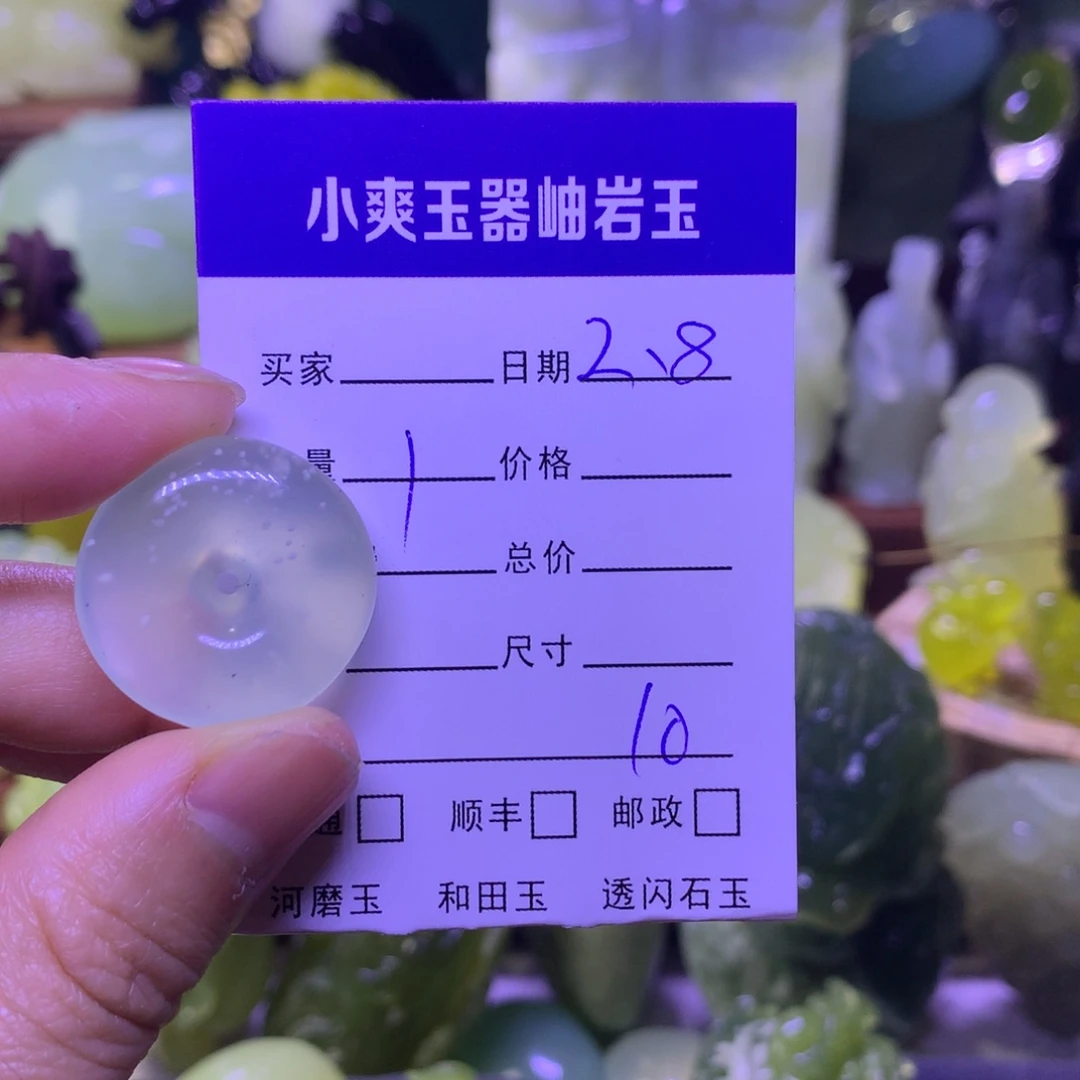 小爽玉器岫岩玉
买家 日期 2、8
量 1 价格
总价
尺寸
10
通 顺丰 邮政
河磨玉 和田玉 透闪石玉